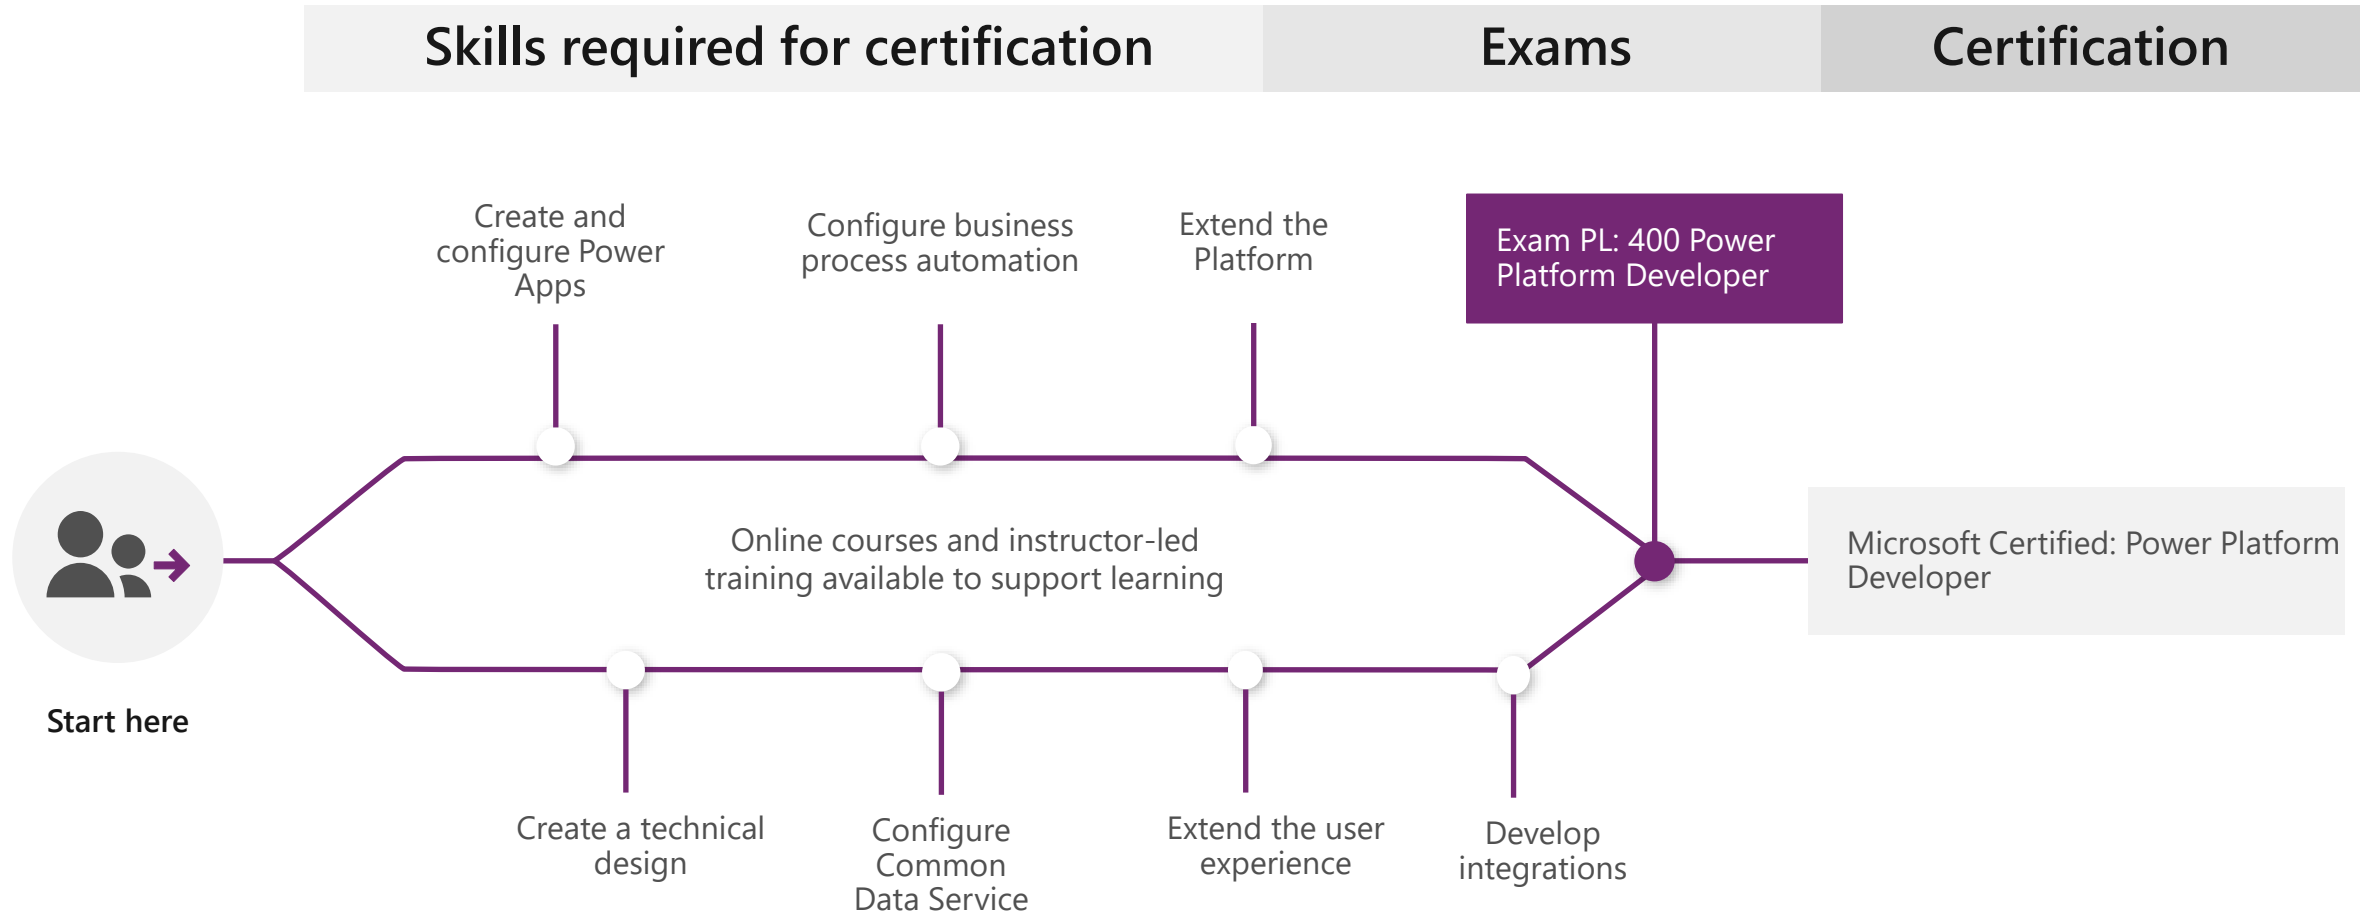 Skills required for certification
Exams
Certification
Create and
configure Power
Apps
Configure business
process automation
Extend the
Platform
Exam PL: 400 Power
Platform Developer
Online courses and instructor-led
training available to support learning
Microsoft Certified: Power Platform
Developer
Start here
Create a technical
design
Configure
Common
Data Service
Extend the user
experience
Develop
integrations